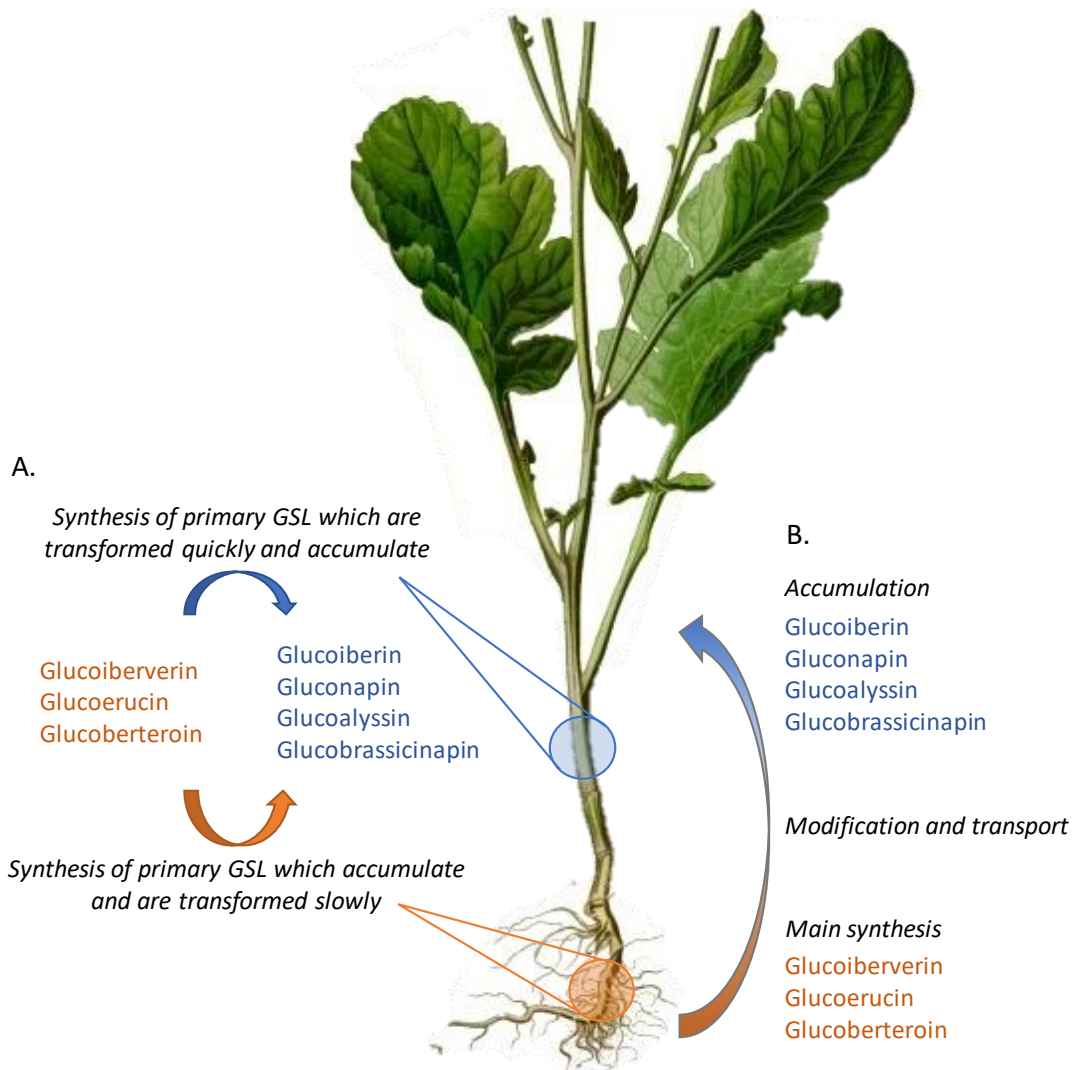 A.
Synthesis of primary GSL which are
transformed quickly and accumulate
Glucoiberverin
Glucoerucin
Glucoberteroin
Glucoiberin
Gluconapin
Glucoalyssin
Glucobrassicinapin
Synthesis of primary GSL which accumulate
and are transformed slowly
B.
Accumulation
Glucoiberin
Gluconapin
Glucoalyssin
Glucobrassicinapin
Modification and transport
Main synthesis
Glucoiberverin
Glucoerucin
Glucoberteroin